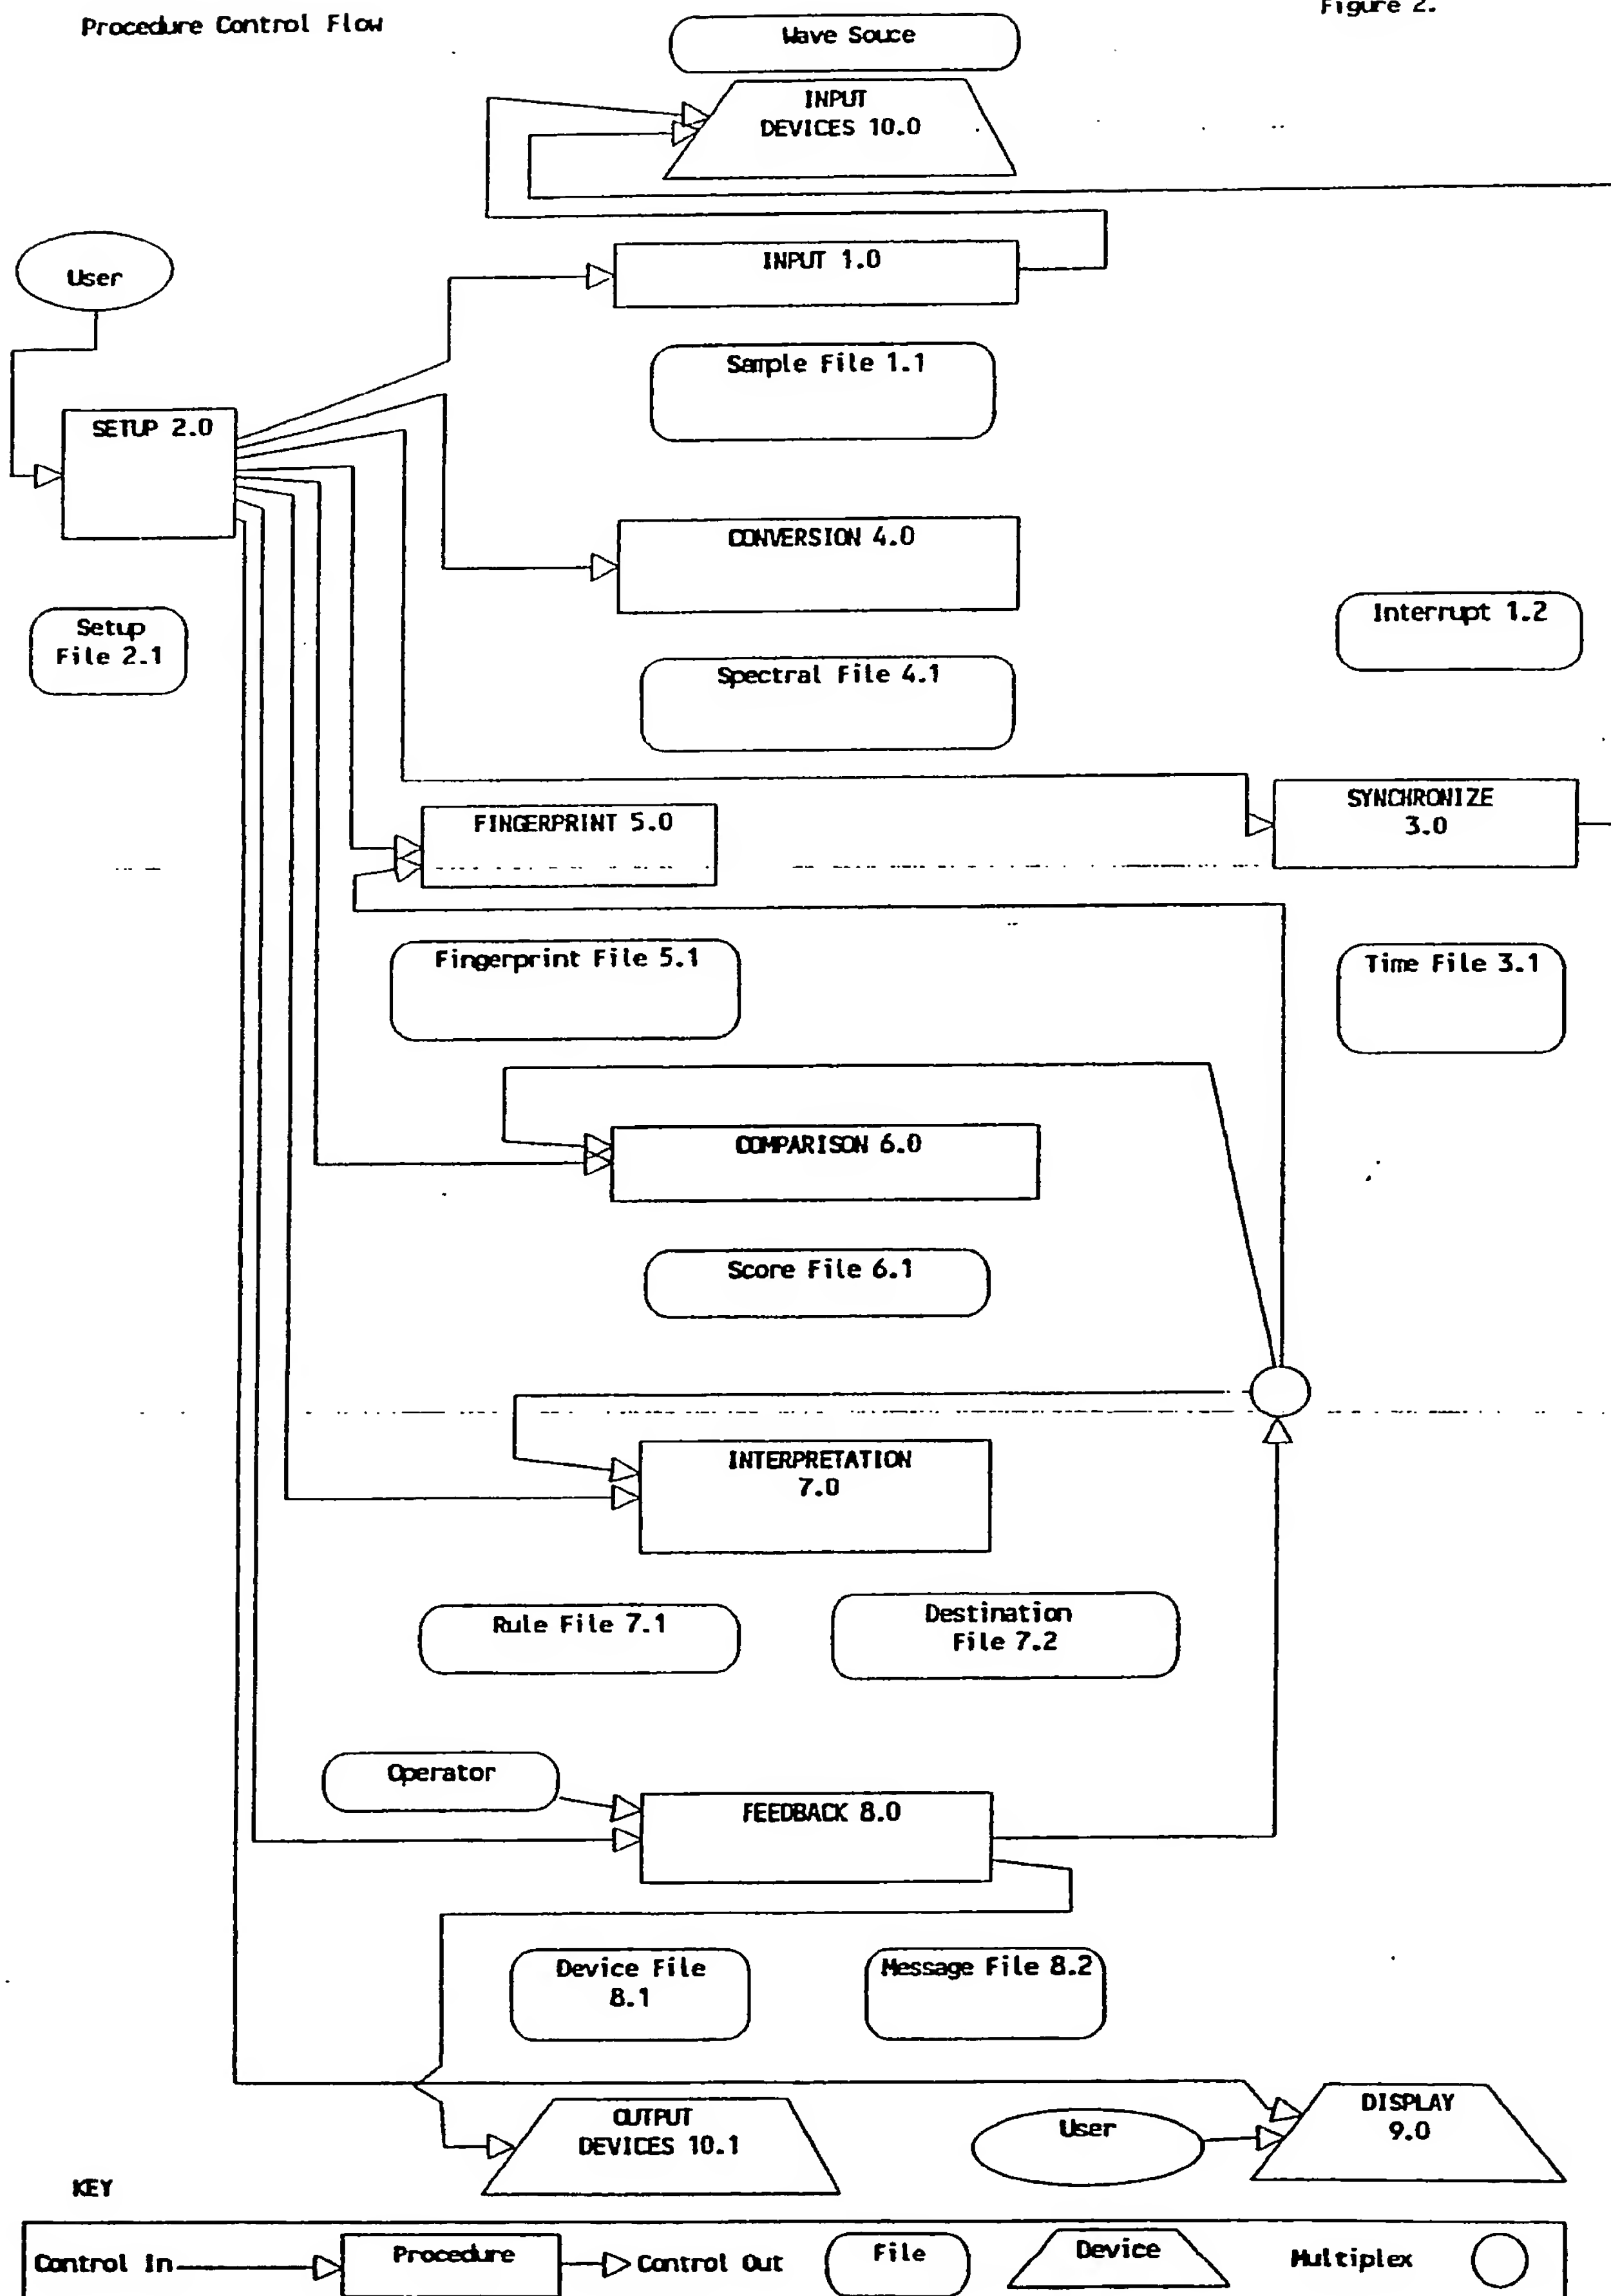 Procedure Control Flow
Figure 2.
Wave Souce
INPUT
DEVICES 10.0
INPUT 1.0
User
Sample File 1.1
SETUP 2.0
CONVERSION 4.0
Setup
File 2.1
Interrupt 1.2
Spectral File 4.1
SYNCHRONIZE
3.0
FINGERPRINT 5.0
Fingerprint File 5.1
Time File 3.1
COMPARISON 6.0
Score File 6.1
INTERPRETATION
7.0
Rule File 7.1
Destination
File 7.2
Operator
FEEDBACK 8.0
Device File
8.1
Message File 8.2
OUTPUT
DEVICES 10.1
User
DISPLAY
9.0
KEY
Control In
Procedure
Control Out
File
Device
Multiplex